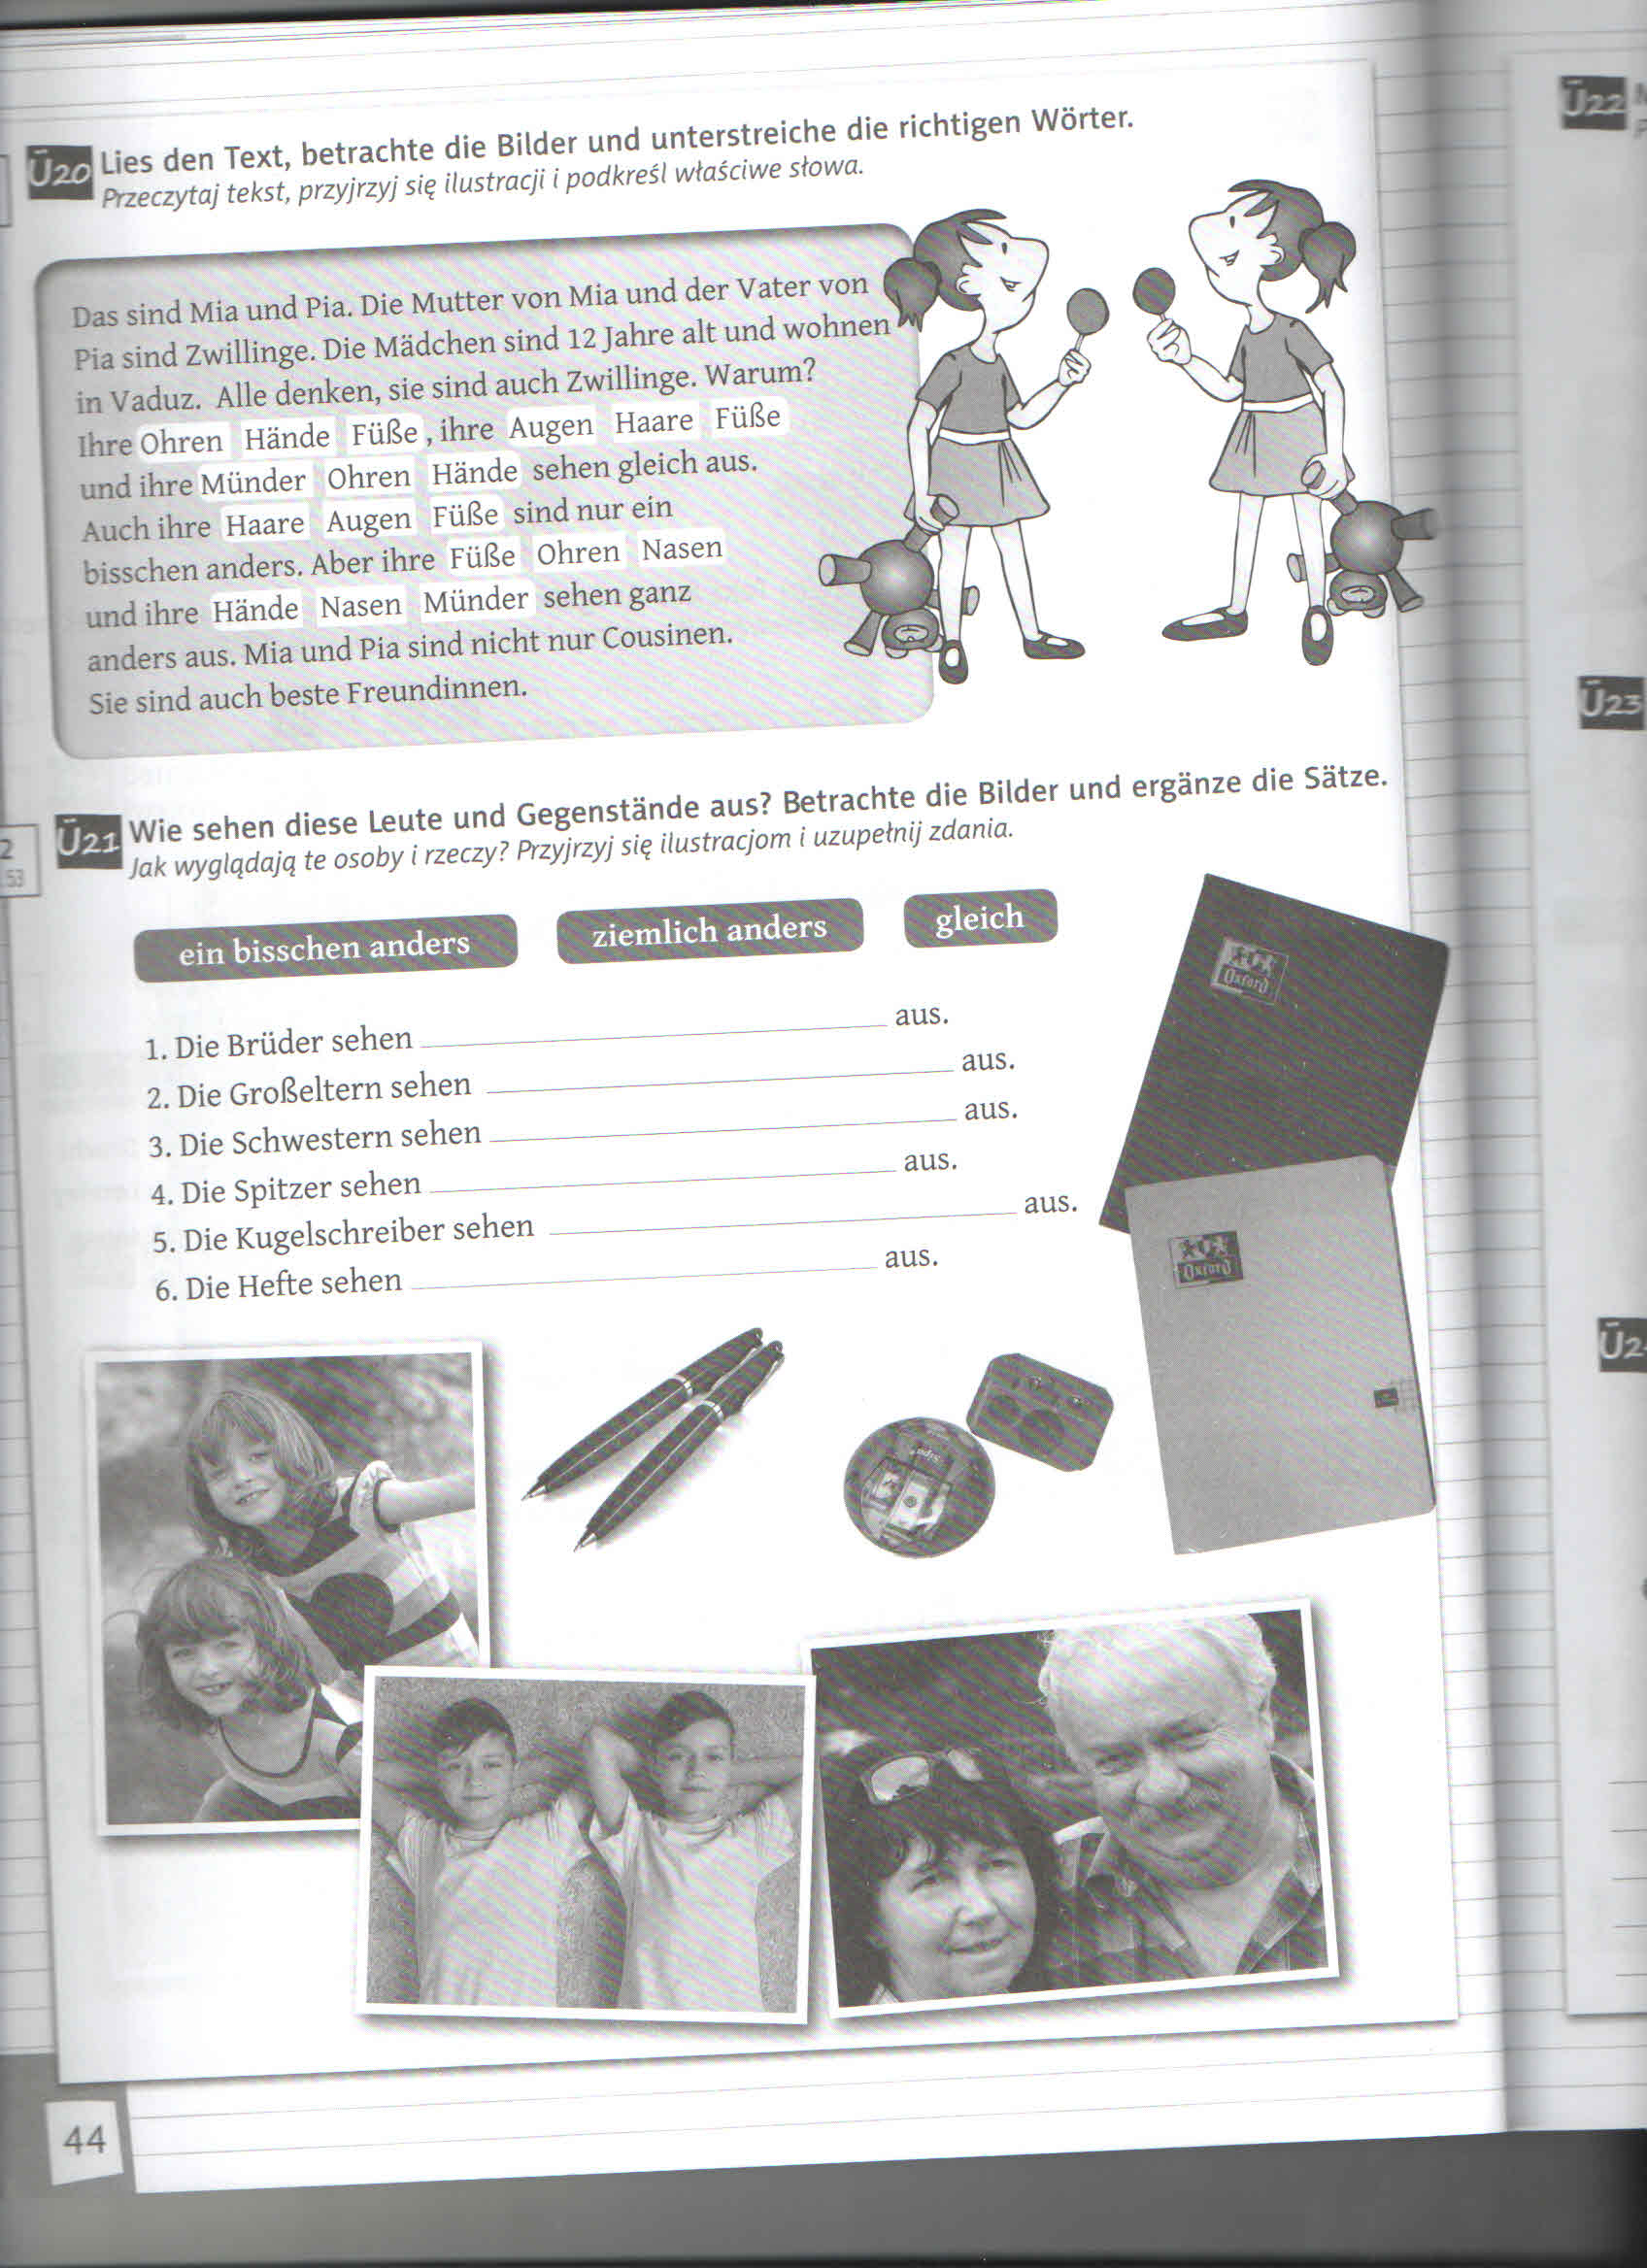 Ü20 Lies den Text, betrachte die Bilder und unterstreiche die richtigen Wörter.
Przeczytaj tekst, przyjrzyj się ilustracji i podkreśl właściwe słowa.
Das sind Mia und Pia. Die Mutter von Mia und der Vater von
Pia sind Zwillinge. Die Mädchen sind 12 Jahre alt und wohnen
in Vaduz. Alle denken, sie sind auch Zwillinge. Warum?
Ihre Ohren Hände Füße, ihre Augen Haare Füße
und ihre Münder Ohren Hände sehen gleich aus.
Auch ihre Haare Augen Füße sind nur ein
bisschen anders. Aber ihre Füße Ohren Nasen
und ihre Hände Nasen Münder sehen ganz
anders aus. Mia und Pia sind nicht nur Cousinen.
Sie sind auch beste Freundinnen.
2
53
Ü21 Wie sehen diese Leute und Gegenstände aus? Betrachte die Bilder und ergänze die Sätze.
Jak wyglądają te osoby i rzeczy? Przyjrzyj się ilustracjom i uzupełnij zdania.
ein bisschen anders ziemlich anders gleich
1. Die Brüder sehen aus.
2. Die Großeltern sehen aus.
3. Die Schwestern sehen aus.
4. Die Spitzer sehen aus.
5. Die Kugelschreiber sehen aus.
6. Die Hefte sehen aus.
Oxford
Oxford
44
Ü22
Ü23
Ü2